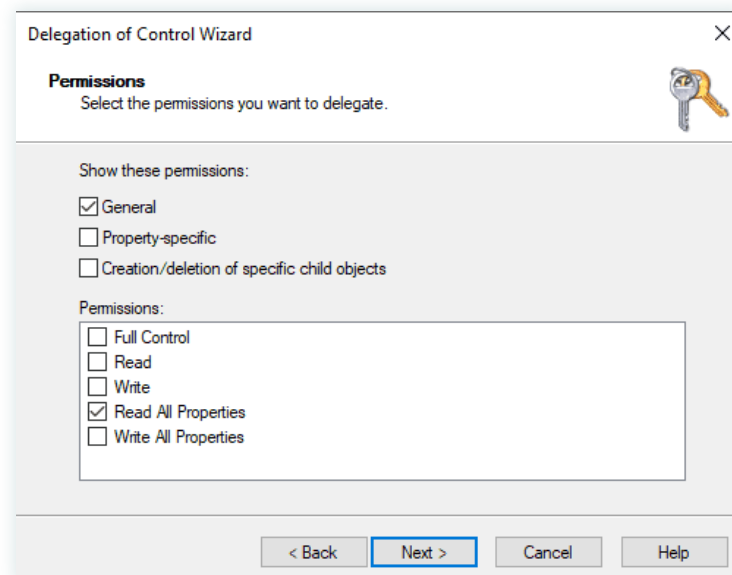 Delegation of Control Wizard
Permissions
Select the permissions you want to delegate.
Show these permissions:
General
Property-specific
Creation/deletion of specific child objects
Permissions:
Full Control
Read
Write
Read All Properties
Write All Properties
< Back Next > Cancel Help